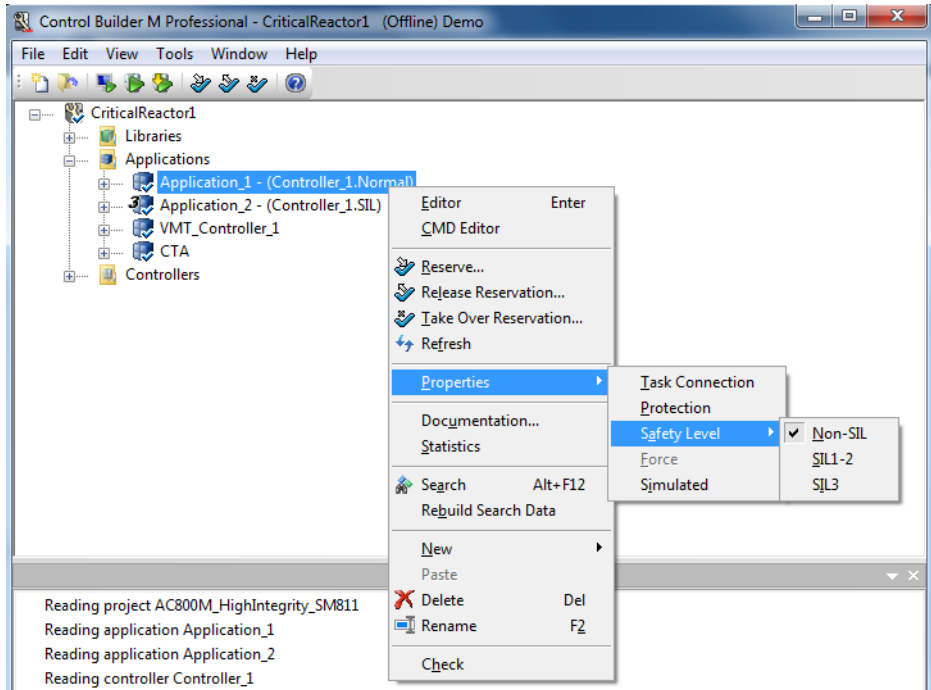 Control Builder M Professional - CriticalReactor1 (Offline) Demo
File Edit View Tools Window Help
CriticalReactor1
Libraries
Applications
Application_1 - (Controller_1.Normal)
3 Application_2 - (Controller_1.SIL)
VMT_Controller_1
CTA
Controllers
Editor Enter
CMD Editor
Reserve...
Release Reservation...
Take Over Reservation...
Refresh
Properties
Documentation...
Statistics
Search Alt+F12
Rebuild Search Data
New
Paste
Delete Del
Rename F2
Check
Task Connection
Protection
Safety Level
Force
Simulated
Non-SIL
SIL1-2
SIL3
Reading project AC800M_HighIntegrity_SM811
Reading application Application_1
Reading application Application_2
Reading controller Controller_1